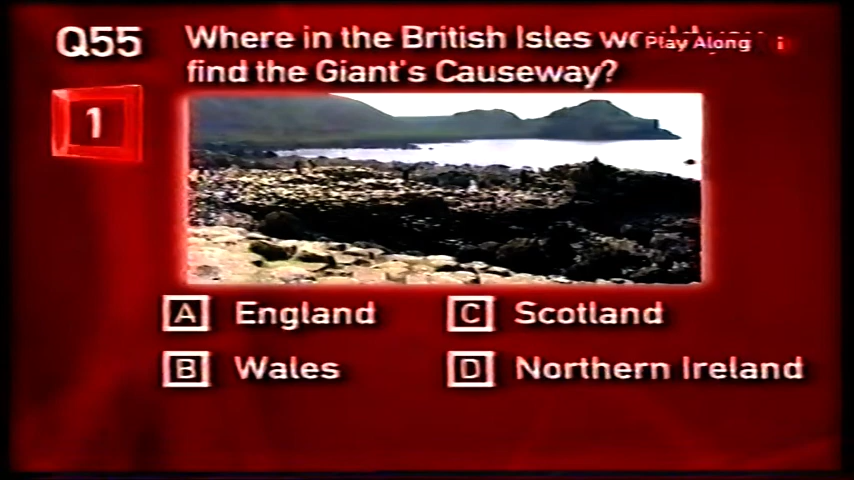 Q55
Where in the British Isles
Play Along i
find the Giant's Causeway?
1
A England
C Scotland
B Wales
D Northern Ireland